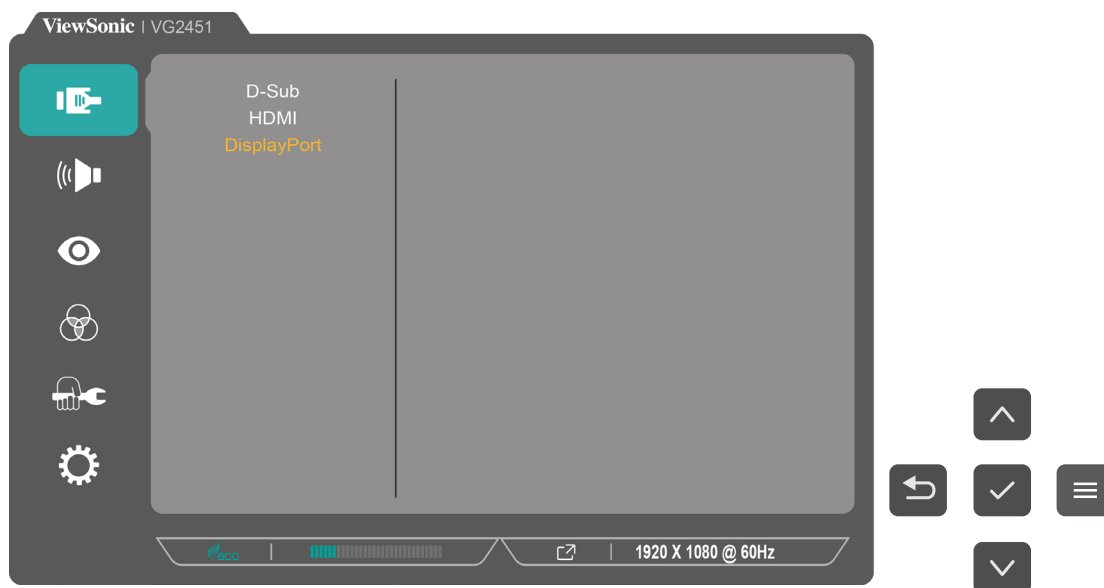 ViewSonic | VG2451
D-Sub
HDMI
DisplayPort
eco | 1920 X 1080 @ 60Hz